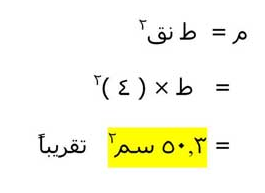 م = ط نق٢
= ط × ( ٤ )٢
= ٥٠,٣ سم٢ تقريباً